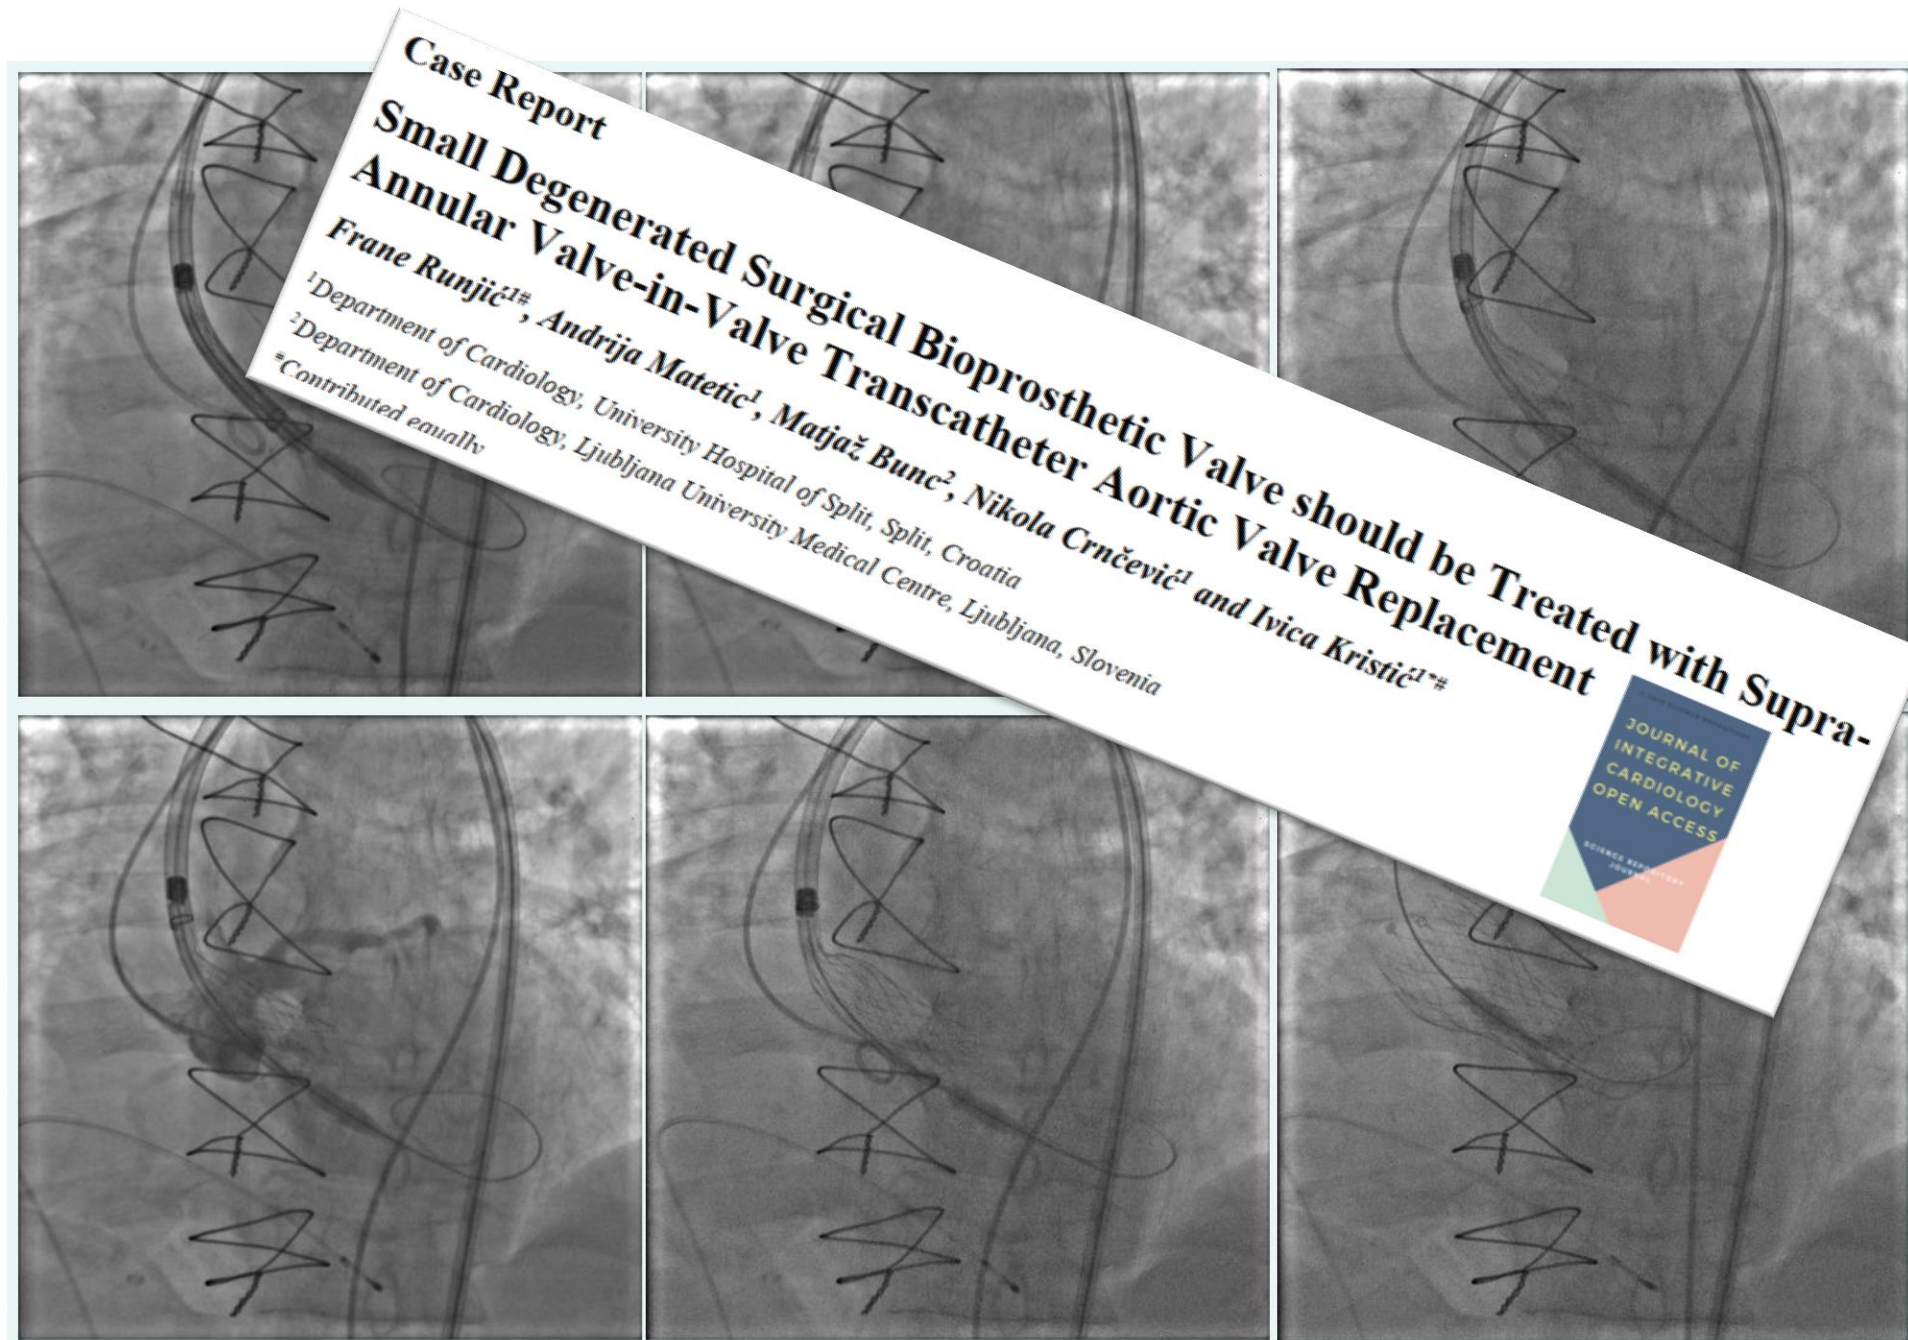 Case Report
Small Degenerated Surgical Bioprosthetic Valve should be Treated with Supra-
Annular Valve-in-Valve Transcatheter Aortic Valve Replacement
Frane Runjić1#, Andrija Matetic1, Matjaž Bunc2, Nikola Crnčević1 and Ivica Kristić1*#
1Department of Cardiology, University Hospital of Split, Split, Croatia
2Department of Cardiology, Ljubljana University Medical Centre, Ljubljana, Slovenia
#Contributed equally
JOURNAL OF
INTEGRATIVE
CARDIOLOGY
OPEN ACCESS
SCIENCE REPOSITORY
JOURNAL